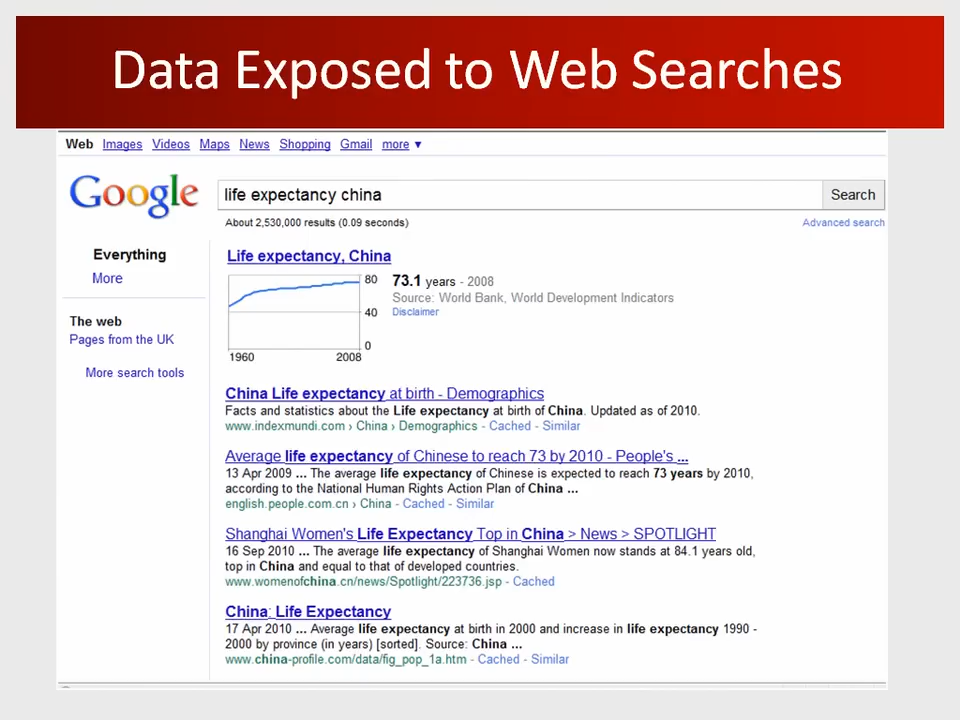 Data Exposed to Web Searches
Web Images Videos Maps News Shopping Gmail more ▼
Google
life expectancy china
Search
About 2,530,000 results (0.09 seconds)
Advanced search
Everything
More
The web
Pages from the UK
More search tools
Life expectancy, China
80
40
0
1960 2008
73.1 years - 2008
Source: World Bank, World Development Indicators
Disclaimer
China Life expectancy at birth - Demographics
Facts and statistics about the Life expectancy at birth of China. Updated as of 2010.
www.indexmundi.com › China › Demographics - Cached - Similar
Average life expectancy of Chinese to reach 73 by 2010 - People's ...
13 Apr 2009 ... The average life expectancy of Chinese is expected to reach 73 years by 2010,
according to the National Human Rights Action Plan of China ...
english.people.com.cn › China - Cached - Similar
Shanghai Women's Life Expectancy Top in China > News > SPOTLIGHT
16 Sep 2010 ... The average life expectancy of Shanghai Women now stands at 84.1 years old,
top in China and equal to that of developed countries.
www.womenofchina.cn/news/Spotlight/223736.jsp - Cached
China: Life Expectancy
17 Apr 2010 ... Average life expectancy at birth in 2000 and increase in life expectancy 1990 -
2000 by province (in years) [sorted]. Source: China ...
www.china-profile.com/data/fig_pop_1a.htm - Cached - Similar